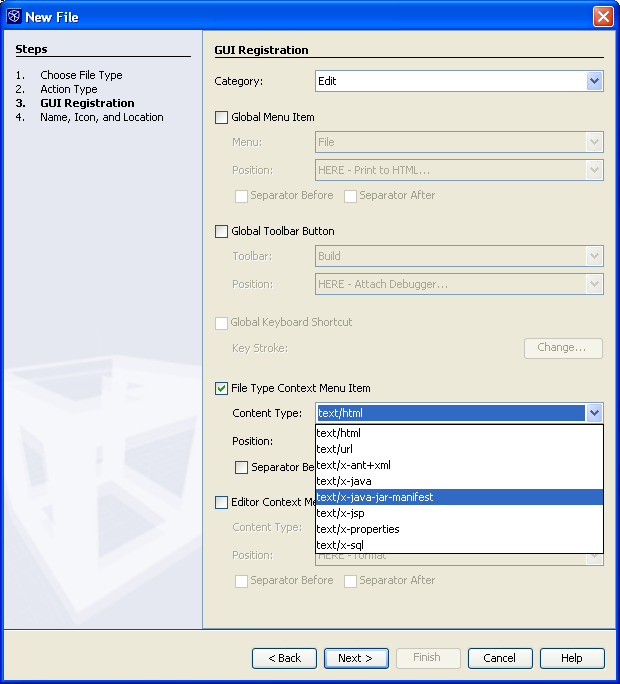 New File
Steps
1. Choose File Type
2. Action Type
3. GUI Registration
4. Name, Icon, and Location
GUI Registration
Category: Edit
Global Menu Item
Menu: File
Position: HERE - Print to HTML...
Separator Before Separator After
Global Toolbar Button
Toolbar: Build
Position: HERE - Attach Debugger...
Global Keyboard Shortcut
Key Stroke: Change...
File Type Context Menu Item
Content Type: text/html
text/html
Position:
text/url
text/x-ant+xml
Separator Be
text/x-java
text/x-java-jar-manifest
Editor Context Me
text/x-jsp
Content Type:
text/x-properties
text/x-sql
Position: HERE - Format
Separator Before Separator After
< Back Next > Finish Cancel Help